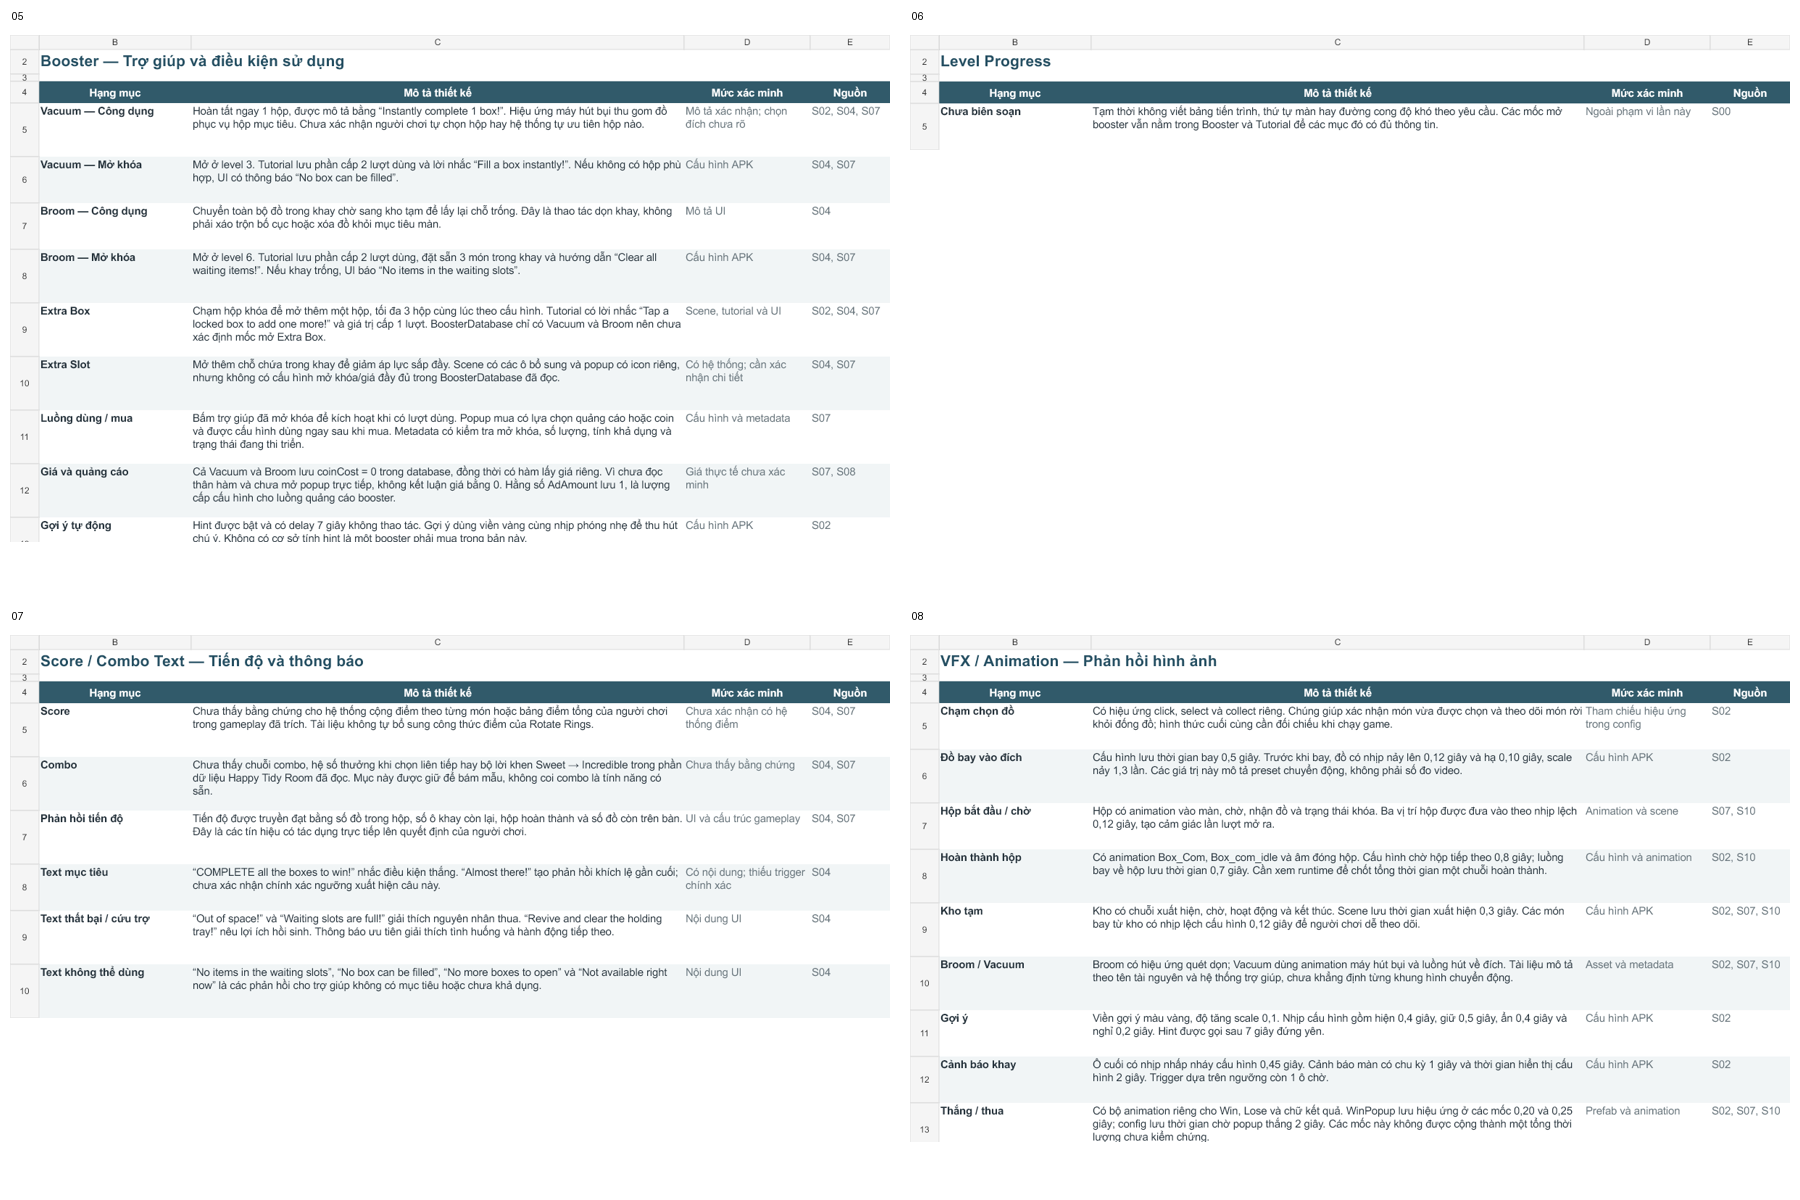 05
B C D E
2 Booster — Trợ giúp và điều kiện sử dụng
3
4 Hạng mục Mô tả thiết kế Mức xác minh Nguồn
5 Vacuum — Công dụng Hoàn tất ngay 1 hộp, được mô tả bằng “Instantly complete 1 box!”. Hiệu ứng máy hút bụi thu gom đồ Mô tả xác nhận; chọn S02, S04, S07
phục vụ hộp mục tiêu. Chưa xác nhận người chơi tự chọn hộp hay hệ thống tự ưu tiên hộp nào. đích chưa rõ
6 Vacuum — Mở khóa Mở ở level 3. Tutorial lưu phần cấp 2 lượt dùng và lời nhắc “Fill a box instantly!”. Nếu không có hộp phù Cấu hình APK S04, S07
hợp, UI có thông báo “No box can be filled”.
7 Broom — Công dụng Chuyển toàn bộ đồ trong khay chờ sang kho tạm để lấy lại chỗ trống. Đây là thao tác dọn khay, không Mô tả UI S04
phải xáo trộn bố cục hoặc xóa đồ khỏi mục tiêu màn.
8 Broom — Mở khóa Mở ở level 6. Tutorial lưu phần cấp 2 lượt dùng, đặt sẵn 3 món trong khay và hướng dẫn “Clear all Cấu hình APK S04, S07
waiting items!”. Nếu khay trống, UI báo “No items in the waiting slots”.
9 Extra Box Chạm hộp khóa để mở thêm một hộp, tối đa 3 hộp cùng lúc theo cấu hình. Tutorial có lời nhắc “Tap a Scene, tutorial và UI S02, S04, S07
locked box to add one more!” và giá trị cấp 1 lượt. BoosterDatabase chỉ có Vacuum và Broom nên chưa
xác định mốc mở Extra Box.
10 Extra Slot Mở thêm chỗ chứa trong khay để giảm áp lực sắp đầy. Scene có các ô bổ sung và popup có icon riêng, Có hệ thống; cần xác S04, S07
nhưng không có cấu hình mở khóa/giá đầy đủ trong BoosterDatabase đã đọc. nhận chi tiết
11 Luồng dùng / mua Bấm trợ giúp đã mở khóa để kích hoạt khi có lượt dùng. Popup mua có lựa chọn quảng cáo hoặc coin Cấu hình và metadata S07
và được cấu hình dùng ngay sau khi mua. Metadata có kiểm tra mở khóa, số lượng, tính khả dụng và
trạng thái đang thi triển.
12 Giá và quảng cáo Cả Vacuum và Broom lưu coinCost = 0 trong database, đồng thời có hàm lấy giá riêng. Vì chưa đọc Giá thực tế chưa xác S07, S08
thân hàm và chưa mở popup trực tiếp, không kết luận giá bằng 0. Hằng số AdAmount lưu 1, là lượng minh
cấp cấu hình cho luồng quảng cáo booster.
Gợi ý tự động Hint được bật và có delay 7 giây không thao tác. Gợi ý dùng viền vàng cùng nhịp phóng nhẹ để thu hút Cấu hình APK S02
chú ý. Không có cơ sở tính hint là một booster phải mua trong bản này.
06
B C D E
2 Level Progress
3
4 Hạng mục Mô tả thiết kế Mức xác minh Nguồn
5 Chưa biên soạn Tạm thời không viết bảng tiến trình, thứ tự màn hay đường cong độ khó theo yêu cầu. Các mốc mở Ngoài phạm vi lần này S00
booster vẫn nằm trong Booster và Tutorial để các mục đó có đủ thông tin.
07
B C D E
2 Score / Combo Text — Tiến độ và thông báo
3
4 Hạng mục Mô tả thiết kế Mức xác minh Nguồn
5 Score Chưa thấy bằng chứng cho hệ thống cộng điểm theo từng món hoặc bảng điểm tổng của người chơi Chưa xác nhận có hệ S04, S07
trong gameplay đã trích. Tài liệu không tự bổ sung công thức điểm của Rotate Rings. thống điểm
6 Combo Chưa thấy chuỗi combo, hệ số thưởng khi chọn liên tiếp hay bộ lời khen Sweet → Incredible trong phần Chưa thấy bằng chứng S04, S07
dữ liệu Happy Tidy Room đã đọc. Mục này được giữ để bám mẫu, không coi combo là tính năng có
sẵn.
7 Phản hồi tiến độ Tiến độ được truyền đạt bằng số đồ trong hộp, số ô khay còn lại, hộp hoàn thành và số đồ còn trên bàn. UI và cấu trúc gameplay S04, S07
Đây là các tín hiệu có tác dụng trực tiếp lên quyết định của người chơi.
8 Text mục tiêu “COMPLETE all the boxes to win!” nhắc điều kiện thắng. “Almost there!” tạo phản hồi khích lệ gần cuối; Có nội dung; thiếu trigger S04
chưa xác nhận chính xác ngưỡng xuất hiện câu này. chính xác
9 Text thất bại / cứu trợ “Out of space!” và “Waiting slots are full!” giải thích nguyên nhân thua. “Revive and clear the holding Nội dung UI S04
tray!” nêu lợi ích hồi sinh. Thông báo ưu tiên giải thích tình huống và hành động tiếp theo.
10 Text không thể dùng “No items in the waiting slots”, “No box can be filled”, “No more boxes to open” và “Not available right Nội dung UI S04
now” là các phản hồi cho trợ giúp không có mục tiêu hoặc chưa khả dụng.
08
B C D E
2 VFX / Animation — Phản hồi hình ảnh
3
4 Hạng mục Mô tả thiết kế Mức xác minh Nguồn
5 Chạm chọn đồ Có hiệu ứng click, select và collect riêng. Chúng giúp xác nhận món vừa được chọn và theo dõi món rời Tham chiếu hiệu ứng S02
khỏi đống đồ; hình thức cuối cùng cần đối chiếu khi chạy game. trong config
6 Đồ bay vào đích Cấu hình lưu thời gian bay 0,5 giây. Trước khi bay, đồ có nhịp nảy lên 0,12 giây và hạ 0,10 giây, scale Cấu hình APK S02
nảy 1,3 lần. Các giá trị này mô tả preset chuyển động, không phải số đo video.
7 Hộp bắt đầu / chờ Hộp có animation vào màn, chờ, nhận đồ và trạng thái khóa. Ba vị trí hộp được đưa vào theo nhịp lệch Animation và scene S07, S10
0,12 giây, tạo cảm giác lần lượt mở ra.
8 Hoàn thành hộp Có animation Box_Com, Box_com_idle và âm đóng hộp. Cấu hình chờ hộp tiếp theo 0,8 giây; luồng Cấu hình và animation S02, S10
bay về hộp lưu thời gian 0,7 giây. Cần xem runtime để chốt tổng thời gian một chuỗi hoàn thành.
9 Kho tạm Kho có chuỗi xuất hiện, chờ, hoạt động và kết thúc. Scene lưu thời gian xuất hiện 0,3 giây. Các món Cấu hình APK S02, S07, S10
bay từ kho có nhịp lệch cấu hình 0,12 giây để người chơi dễ theo dõi.
10 Broom / Vacuum Broom có hiệu ứng quét dọn; Vacuum dùng animation máy hút bụi và luồng hút về đích. Tài liệu mô tả Asset và metadata S02, S07, S10
theo tên tài nguyên và hệ thống trợ giúp, chưa khẳng định từng khung hình chuyển động.
11 Gợi ý Viền gợi ý màu vàng, độ tăng scale 0,1. Nhịp cấu hình gồm hiện 0,4 giây, giữ 0,5 giây, ẩn 0,4 giây và Cấu hình APK S02
nghỉ 0,2 giây. Hint được gọi sau 7 giây đứng yên.
12 Cảnh báo khay Ô cuối có nhịp nhấp nháy cấu hình 0,45 giây. Cảnh báo màn có chu kỳ 1 giây và thời gian hiển thị cấu Cấu hình APK S02
hình 2 giây. Trigger dựa trên ngưỡng còn 1 ô chờ.
13 Thắng / thua Có bộ animation riêng cho Win, Lose và chữ kết quả. WinPopup lưu hiệu ứng ở các mốc 0,20 và 0,25 Prefab và animation S02, S07, S10
giây; config lưu thời gian chờ popup thắng 2 giây. Các mốc này không được cộng thành một tổng thời
lượng chưa kiểm chứng.